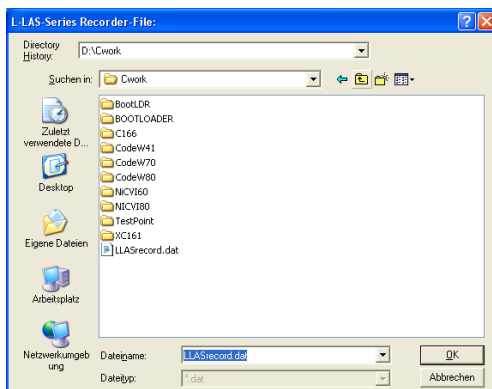 L-LAS-Series Recorder-File:
Directory
History:
D:\Cwork
Suchen in:
Cwork
Zuletzt
verwendete D...
Desktop
Eigene Dateien
Arbeitsplatz
Netzwerkumgeb
ung
BootLDR
BOOTLOADER
C166
CodeW41
CodeW70
CodeW80
NiCVI60
NICVI80
TestPoint
XC161
LLASrecord.dat
Dateiname:
LLASrecord.dat
OK
Dateityp:
*.dat
Abbrechen